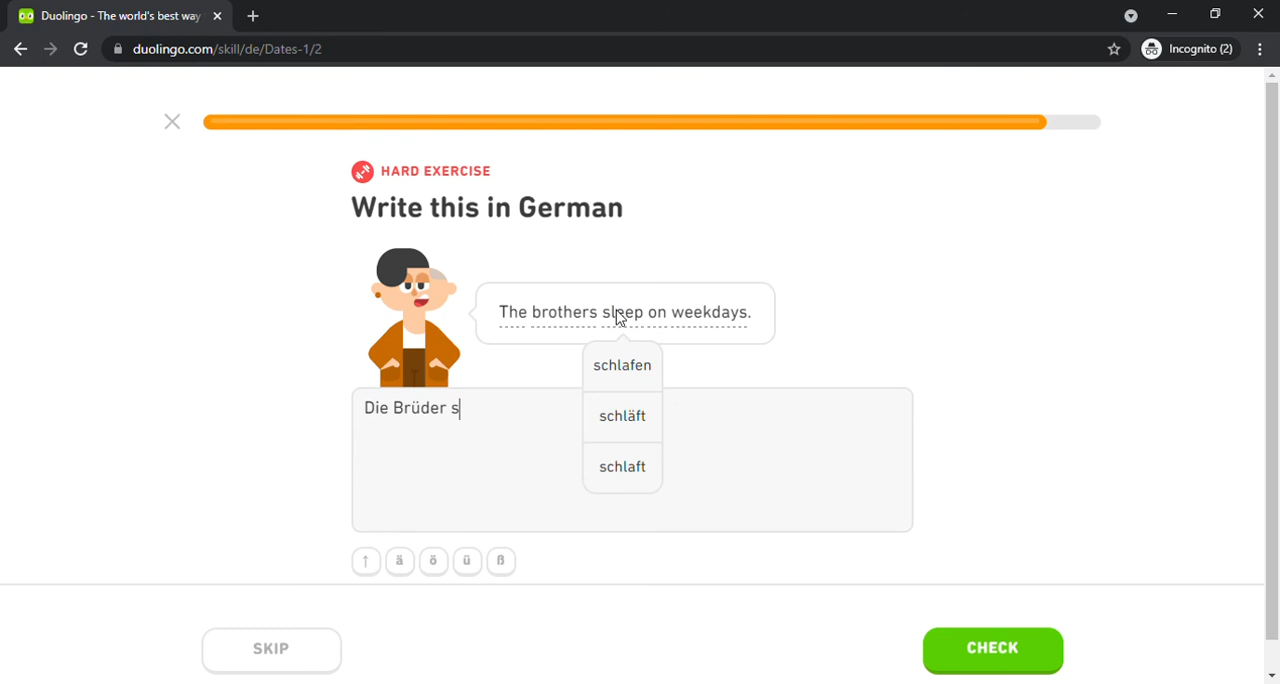 Duolingo - The world's best way
duolingo.com/skill/de/Dates-1/2
Incognito (2)
HARD EXERCISE
Write this in German
The brothers sleep on weekdays.
schlafen
schläft
schlaft
Die Brüder s
↑ ä ö ü ß
SKIP
CHECK